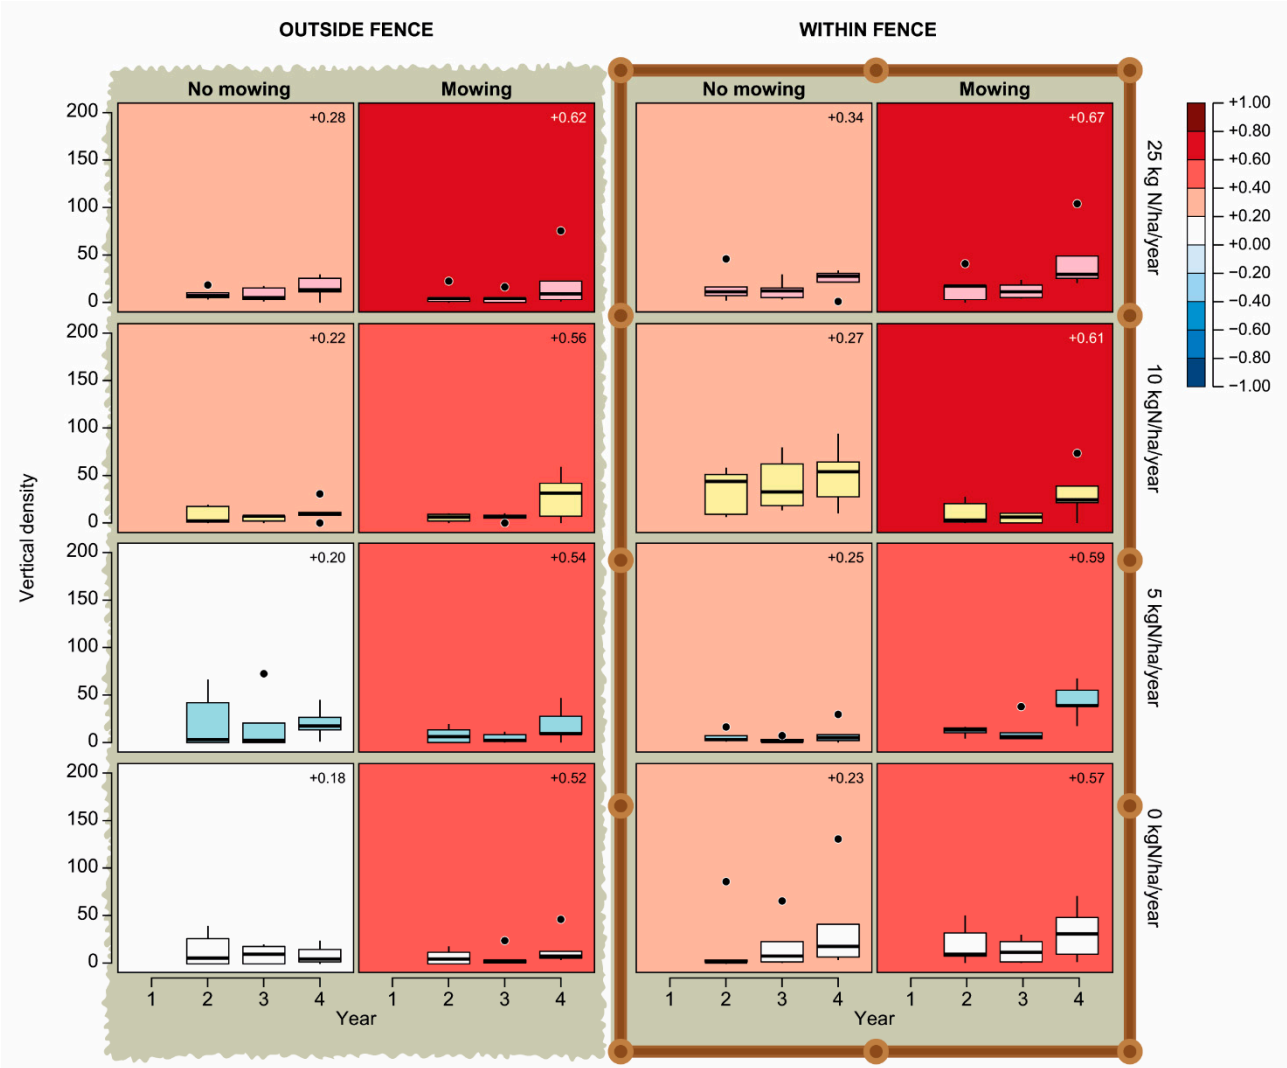 OUTSIDE FENCE
WITHIN FENCE
No mowing
Mowing
No mowing
Mowing
200
150
100
50
0
+0.28
+0.62
+0.34
+0.67
25 kg N/ha/year
200
150
100
50
0
+0.22
+0.56
+0.27
+0.61
10 kgN/ha/year
200
150
100
50
0
+0.20
+0.54
+0.25
+0.59
5 kgN/ha/year
200
150
100
50
0
+0.18
+0.52
+0.23
+0.57
0 kgN/ha/year
Vertical density
1 2 3 4
1 2 3 4
1 2 3 4
1 2 3 4
Year
Year
+1.00
+0.80
+0.60
+0.40
+0.20
+0.00
−0.20
−0.40
−0.60
−0.80
−1.00